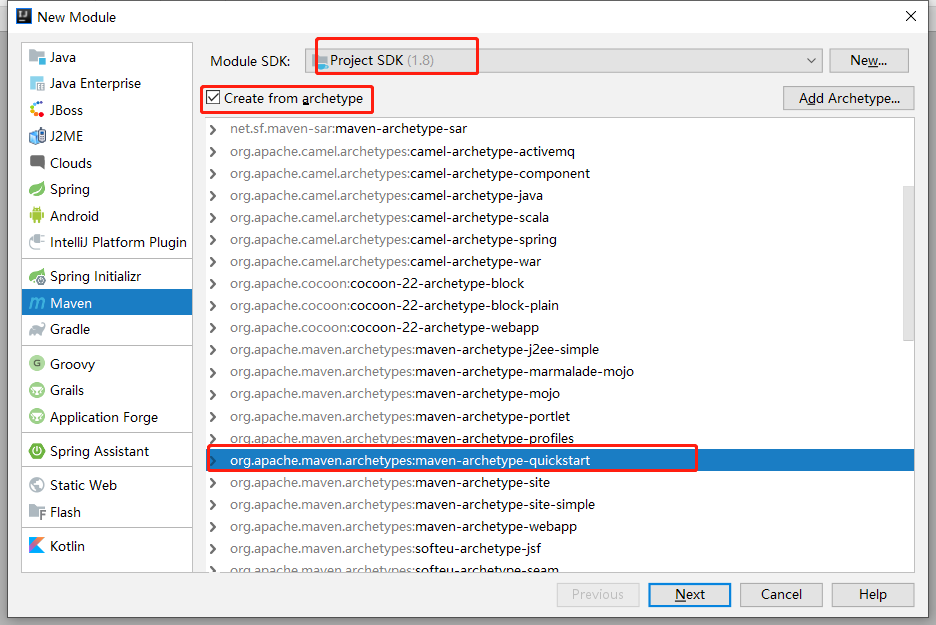 New Module
Java
Java Enterprise
JBoss
J2ME
Clouds
Spring
Android
IntelliJ Platform Plugin
Spring Initializr
Maven
Gradle
Groovy
Grails
Application Forge
Spring Assistant
Static Web
Flash
Kotlin
Module SDK:
Project SDK (1.8)
New...
Create from archetype
Add Archetype...
net.sf.maven-sar:maven-archetype-sar
org.apache.camel.archetypes:camel-archetype-activemq
org.apache.camel.archetypes:camel-archetype-component
org.apache.camel.archetypes:camel-archetype-java
org.apache.camel.archetypes:camel-archetype-scala
org.apache.camel.archetypes:camel-archetype-spring
org.apache.camel.archetypes:camel-archetype-war
org.apache.cocoon:cocoon-22-archetype-block
org.apache.cocoon:cocoon-22-archetype-block-plain
org.apache.cocoon:cocoon-22-archetype-webapp
org.apache.maven.archetypes:maven-archetype-j2ee-simple
org.apache.maven.archetypes:maven-archetype-marmalade-mojo
org.apache.maven.archetypes:maven-archetype-mojo
org.apache.maven.archetypes:maven-archetype-portlet
org.apache.maven.archetypes:maven-archetype-profiles
org.apache.maven.archetypes:maven-archetype-quickstart
org.apache.maven.archetypes:maven-archetype-site
org.apache.maven.archetypes:maven-archetype-site-simple
org.apache.maven.archetypes:maven-archetype-webapp
org.apache.maven.archetypes:softeu-archetype-jsf
org.apache.maven.archetypes:softeu-archetype-seam
Previous
Next
Cancel
Help